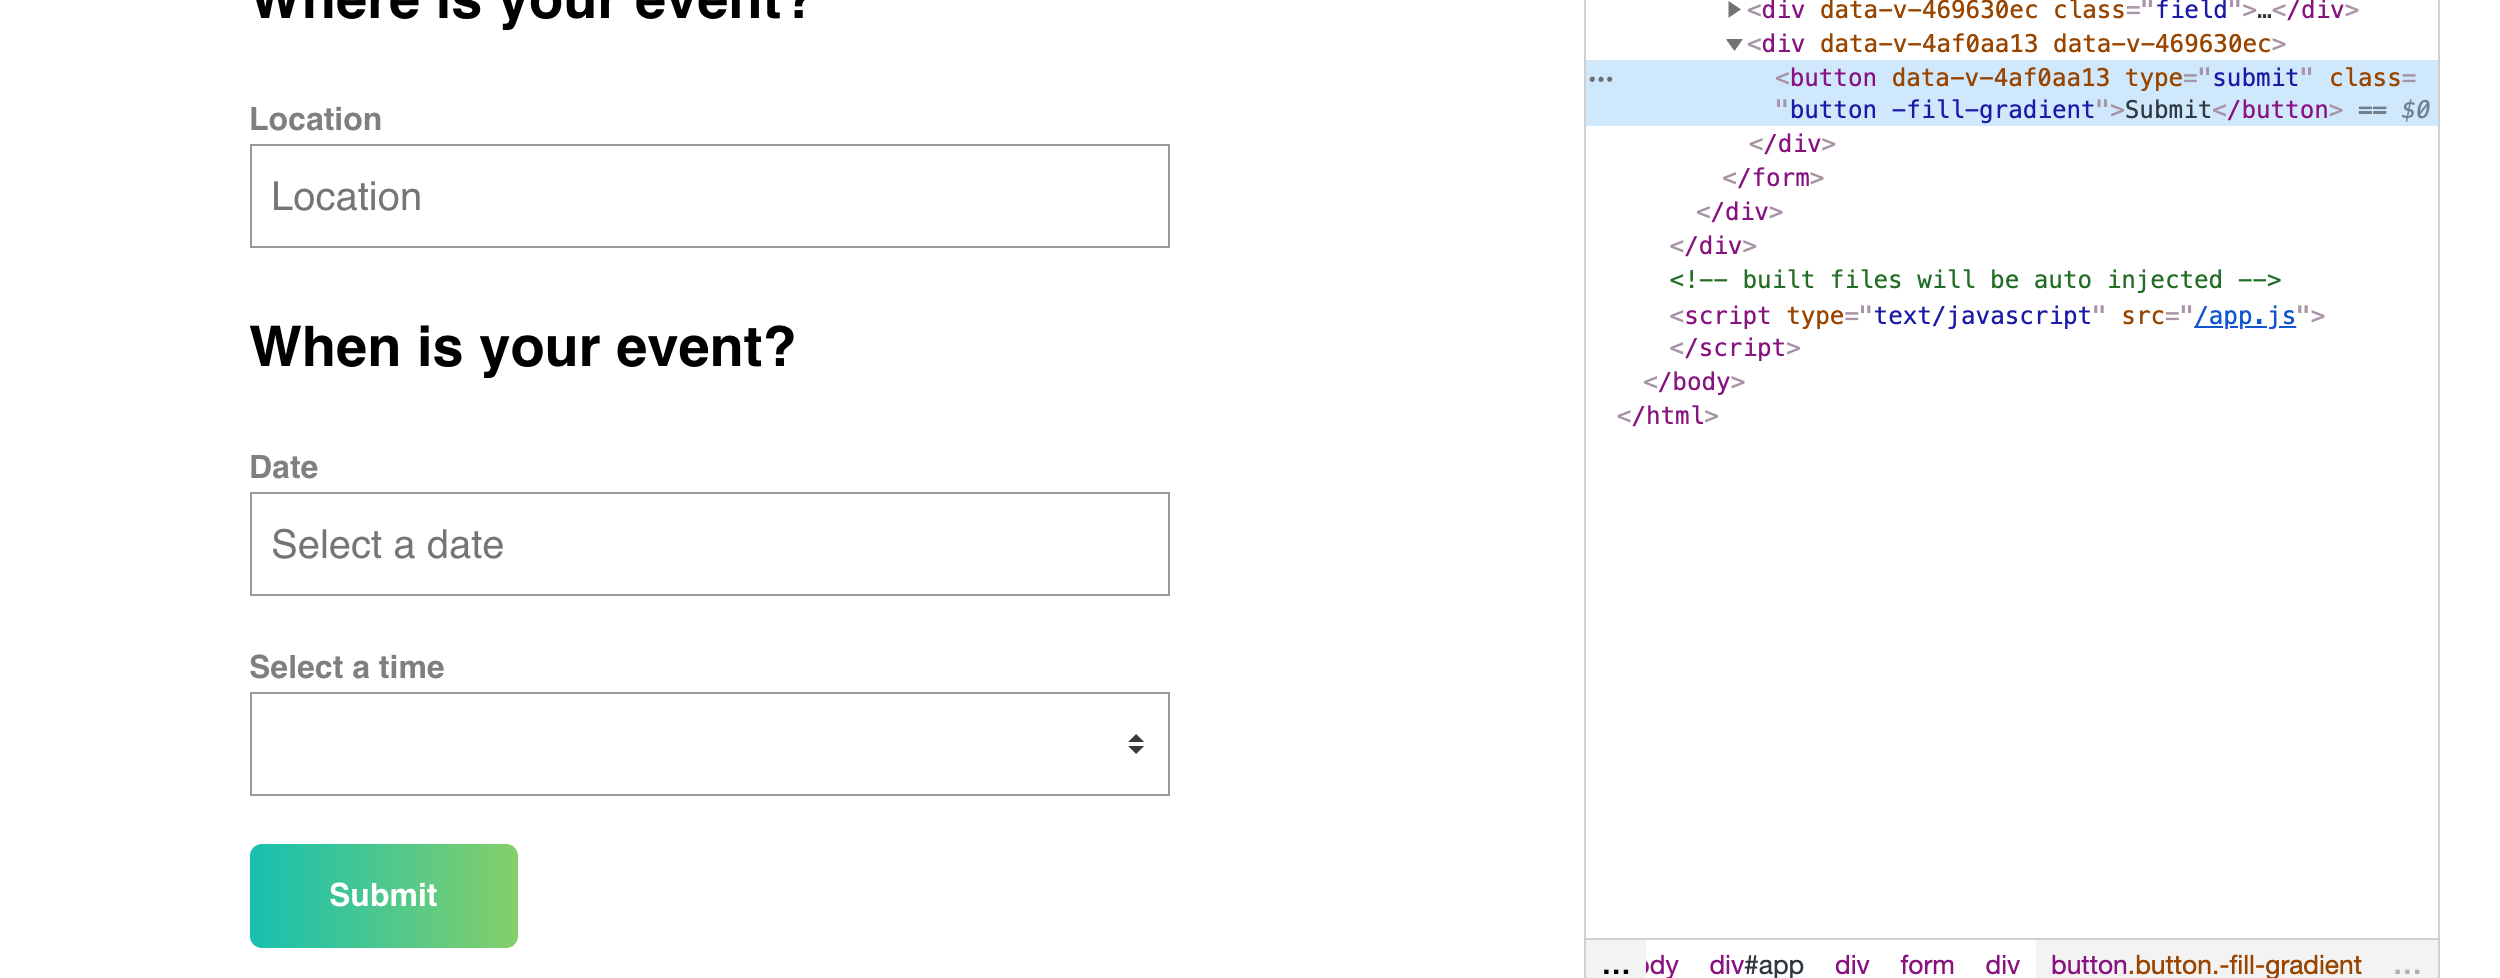 Where is your event?
Location
Location
When is your event?
Date
Select a date
Select a time
Submit
<div data-v-469630ec class="field">…</div>
<div data-v-4af0aa13 data-v-469630ec>
<button data-v-4af0aa13 type="submit" class=
"button -fill-gradient">Submit</button> == $0
</div>
</form>
</div>
</div>
<!-- built files will be auto injected -->
<script type="text/javascript" src="/app.js">
</script>
</body>
</html>
... dy div#app div form div button.button.-fill-gradient ...